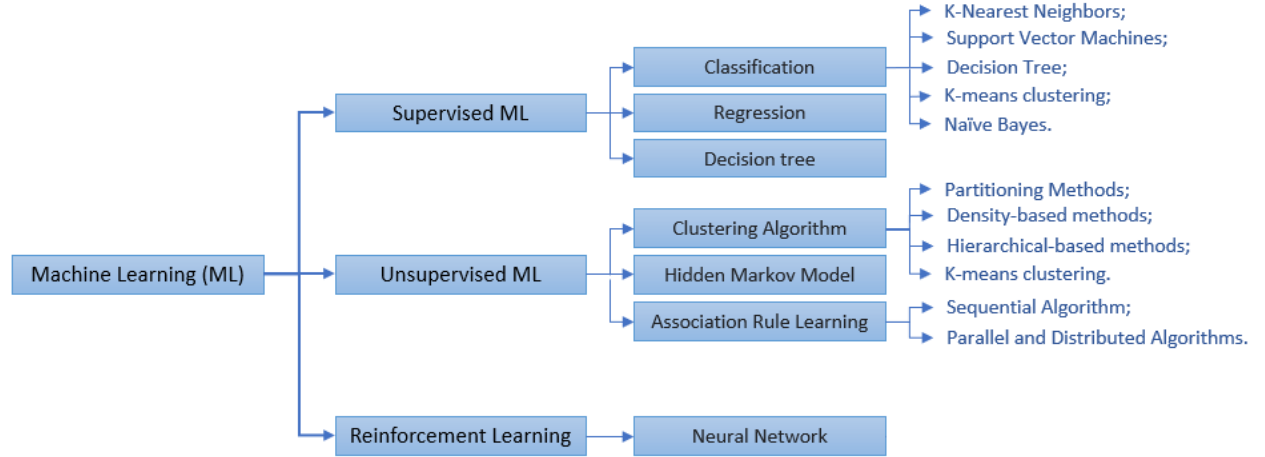 K-Nearest Neighbors;
Support Vector Machines;
Classification
Decision Tree;
K-means clustering;
Supervised ML
Regression
Naïve Bayes.
Decision tree
Partitioning Methods;
Density-based methods;
Clustering Algorithm
Hierarchical-based methods;
Machine Learning (ML)
Unsupervised ML
Hidden Markov Model
K-means clustering.
Sequential Algorithm;
Association Rule Learning
Parallel and Distributed Algorithms.
Reinforcement Learning
Neural Network